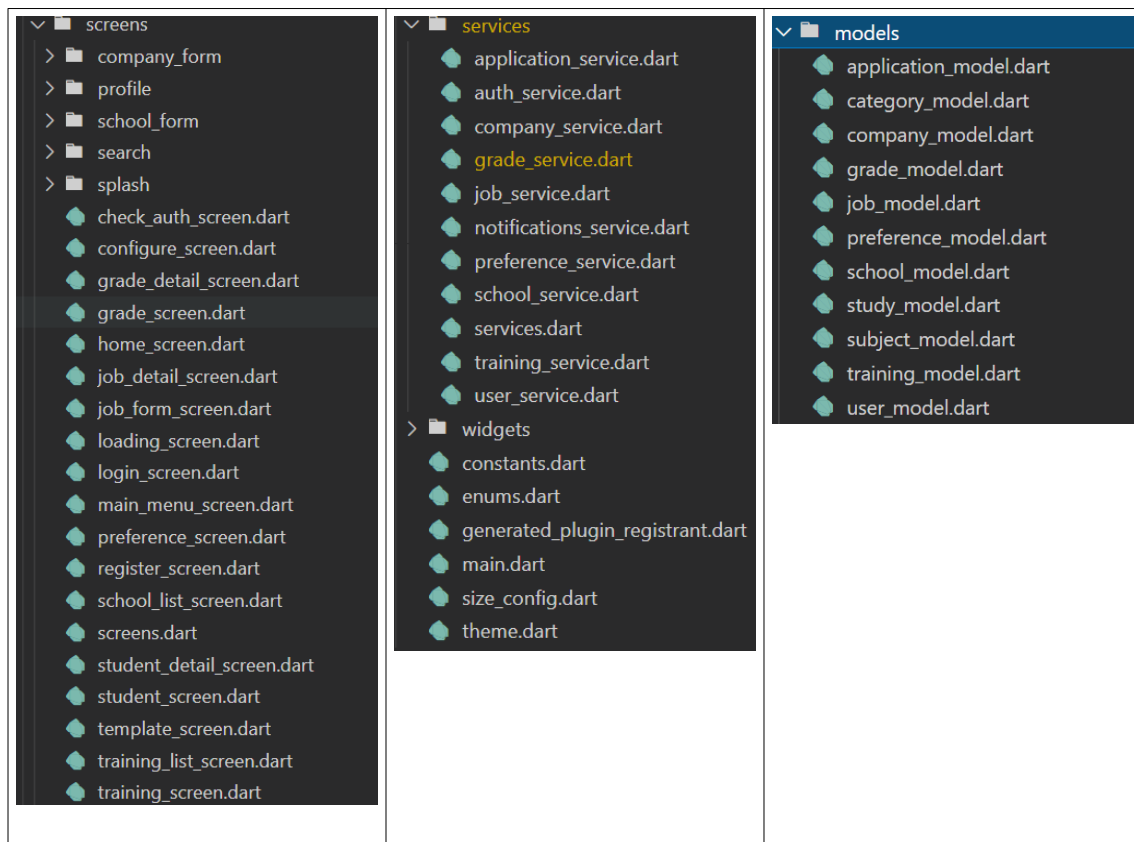 screens
company_form
profile
school_form
search
splash
check_auth_screen.dart
configure_screen.dart
grade_detail_screen.dart
grade_screen.dart
home_screen.dart
job_detail_screen.dart
job_form_screen.dart
loading_screen.dart
login_screen.dart
main_menu_screen.dart
preference_screen.dart
register_screen.dart
school_list_screen.dart
screens.dart
student_detail_screen.dart
student_screen.dart
template_screen.dart
training_list_screen.dart
training_screen.dart
services
application_service.dart
auth_service.dart
company_service.dart
grade_service.dart
job_service.dart
notifications_service.dart
preference_service.dart
school_service.dart
services.dart
training_service.dart
user_service.dart
widgets
constants.dart
enums.dart
generated_plugin_registrant.dart
main.dart
size_config.dart
theme.dart
models
application_model.dart
category_model.dart
company_model.dart
grade_model.dart
job_model.dart
preference_model.dart
school_model.dart
study_model.dart
subject_model.dart
training_model.dart
user_model.dart